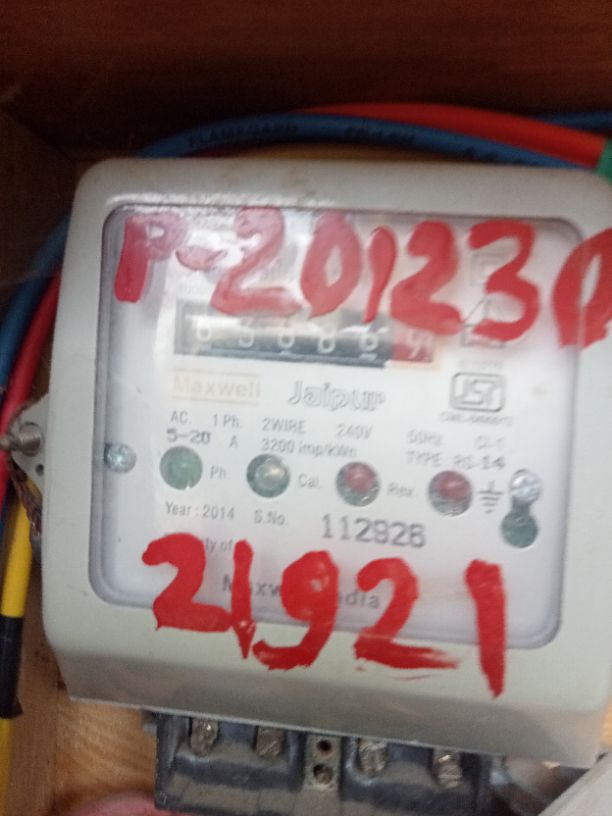 FLAMEGARD
P-201230
Maxwell Jaipur
AC. 1 Ph. 2WIRE 240V 50Hz Cl-1
5-20 A 3200 imp/kWh TYPE: RS-14
Ph. Cal. Rev.
Year : 2014 S.No. 112826
21921